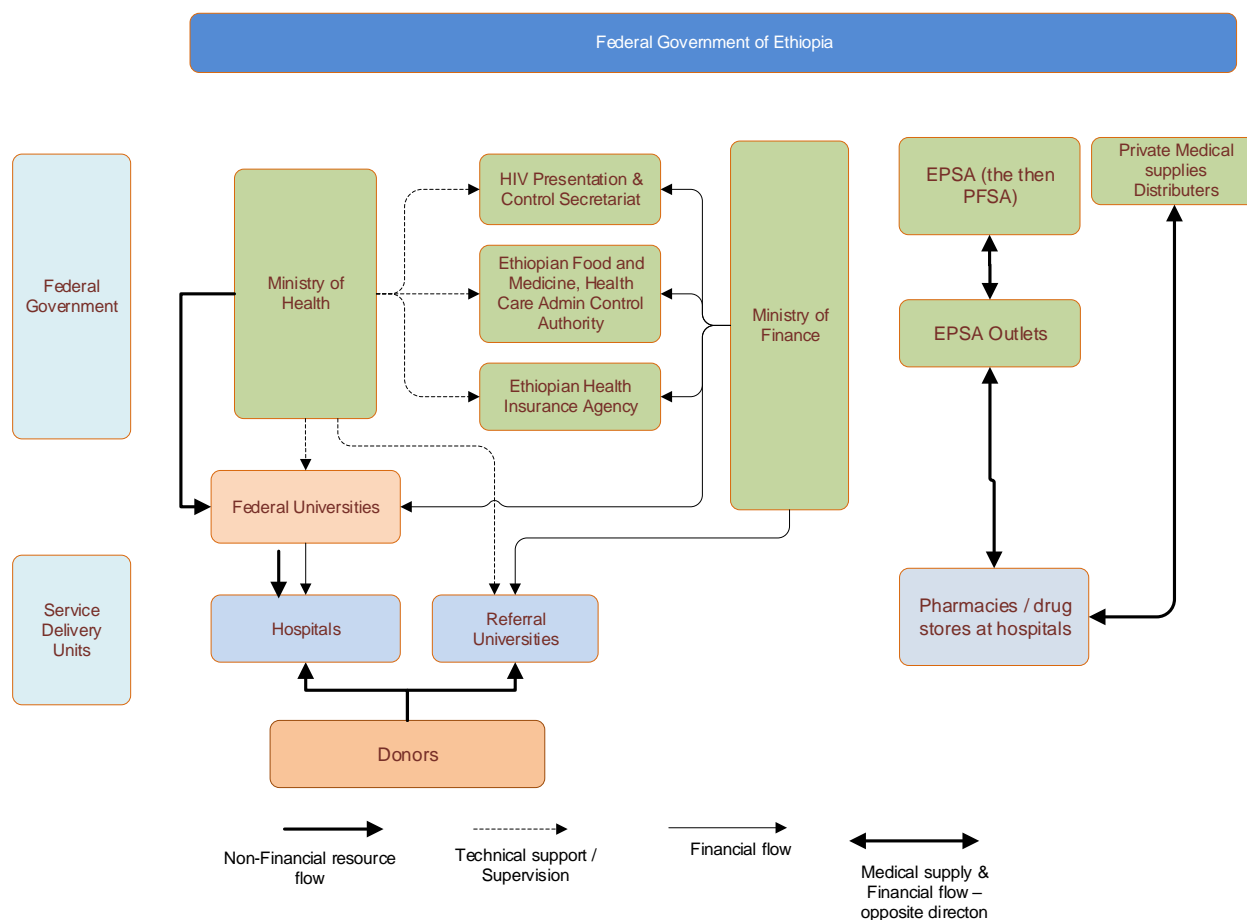 Federal Government of Ethiopia
Federal
Government
Ministry of
Health
HIV Presentation &
Control Secretariat
Ethiopian Food and
Medicine, Health
Care Admin Control
Authority
Ethiopian Health
Insurance Agency
Ministry of
Finance
EPSA (the then
PFSA)
Private Medical
supplies
Distributers
EPSA Outlets
Federal Universities
Service
Delivery
Units
Hospitals
Referral
Universities
Pharmacies / drug
stores at hospitals
Donors
Non-Financial resource
flow
Technical support /
Supervision
Financial flow
Medical supply &
Financial flow –
opposite directon